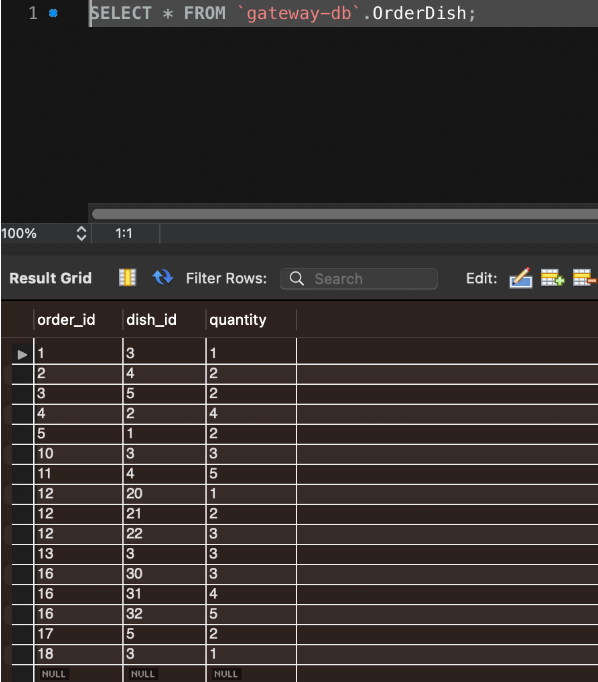 1 SELECT * FROM `gateway-db`.OrderDish;
100% 1:1
Result Grid Filter Rows: Search Edit:
order_id dish_id quantity
1 3 1
2 4 2
3 5 2
4 2 4
5 1 2
10 3 3
11 4 5
12 20 1
12 21 2
12 22 3
13 3 3
16 30 3
16 31 4
16 32 5
17 5 2
18 3 1
NULL NULL NULL